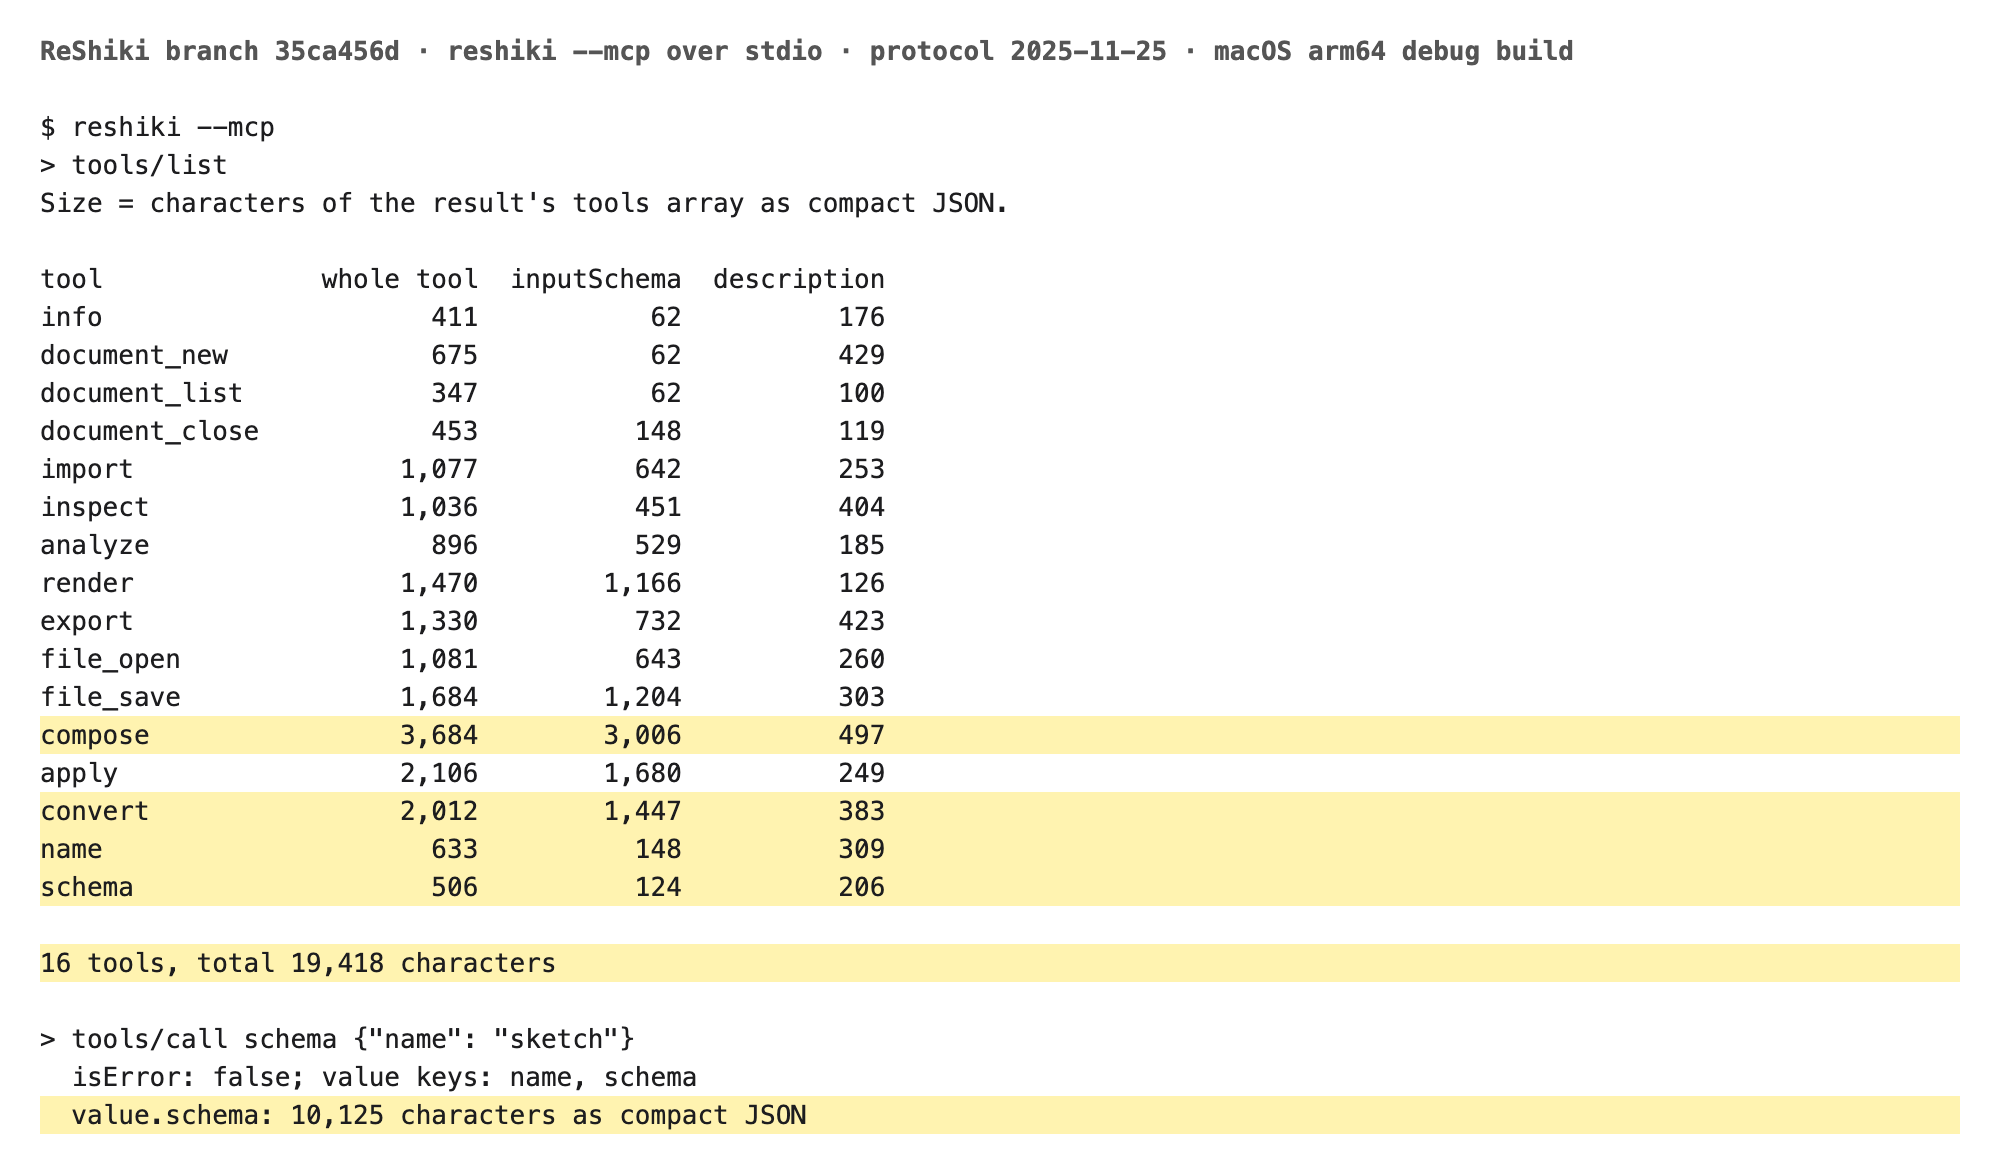 ReShiki branch 35ca456d · reshiki --mcp over stdio · protocol 2025-11-25 · macOS arm64 debug build
$ reshiki --mcp
> tools/list
Size = characters of the result's tools array as compact JSON.
tool whole tool inputSchema description
info 411 62 176
document_new 675 62 429
document_list 347 62 100
document_close 453 148 119
import 1,077 642 253
inspect 1,036 451 404
analyze 896 529 185
render 1,470 1,166 126
export 1,330 732 423
file_open 1,081 643 260
file_save 1,684 1,204 303
compose 3,684 3,006 497
apply 2,106 1,680 249
convert 2,012 1,447 383
name 633 148 309
schema 506 124 206
16 tools, total 19,418 characters
> tools/call schema {"name": "sketch"}
isError: false; value keys: name, schema
value.schema: 10,125 characters as compact JSON